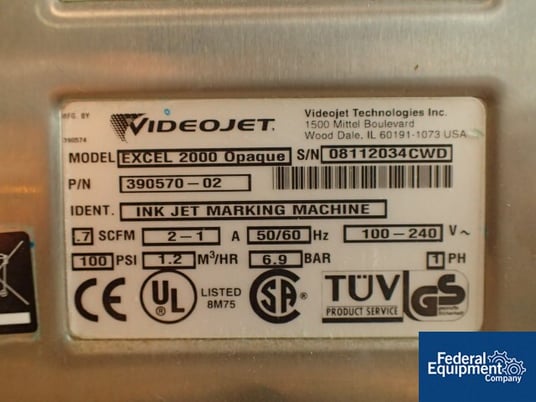 MFG. BY
VIDEOJET.
Videojet Technologies Inc.
1500 Mittel Boulevard
Wood Dale, IL 60191-1073 USA
390574
MODEL EXCEL 2000 Opaque S/N 08112034CWD
P/N 390570-02
IDENT. INK JET MARKING MACHINE
.7 SCFM 2-1 A 50/60 Hz 100-240 V~
100 PSI 1.2 M³/HR 6.9 BAR 1 PH
CE UL LISTED 8M75 SA TÜV PRODUCT SERVICE GS
Federal
Equipment
Company